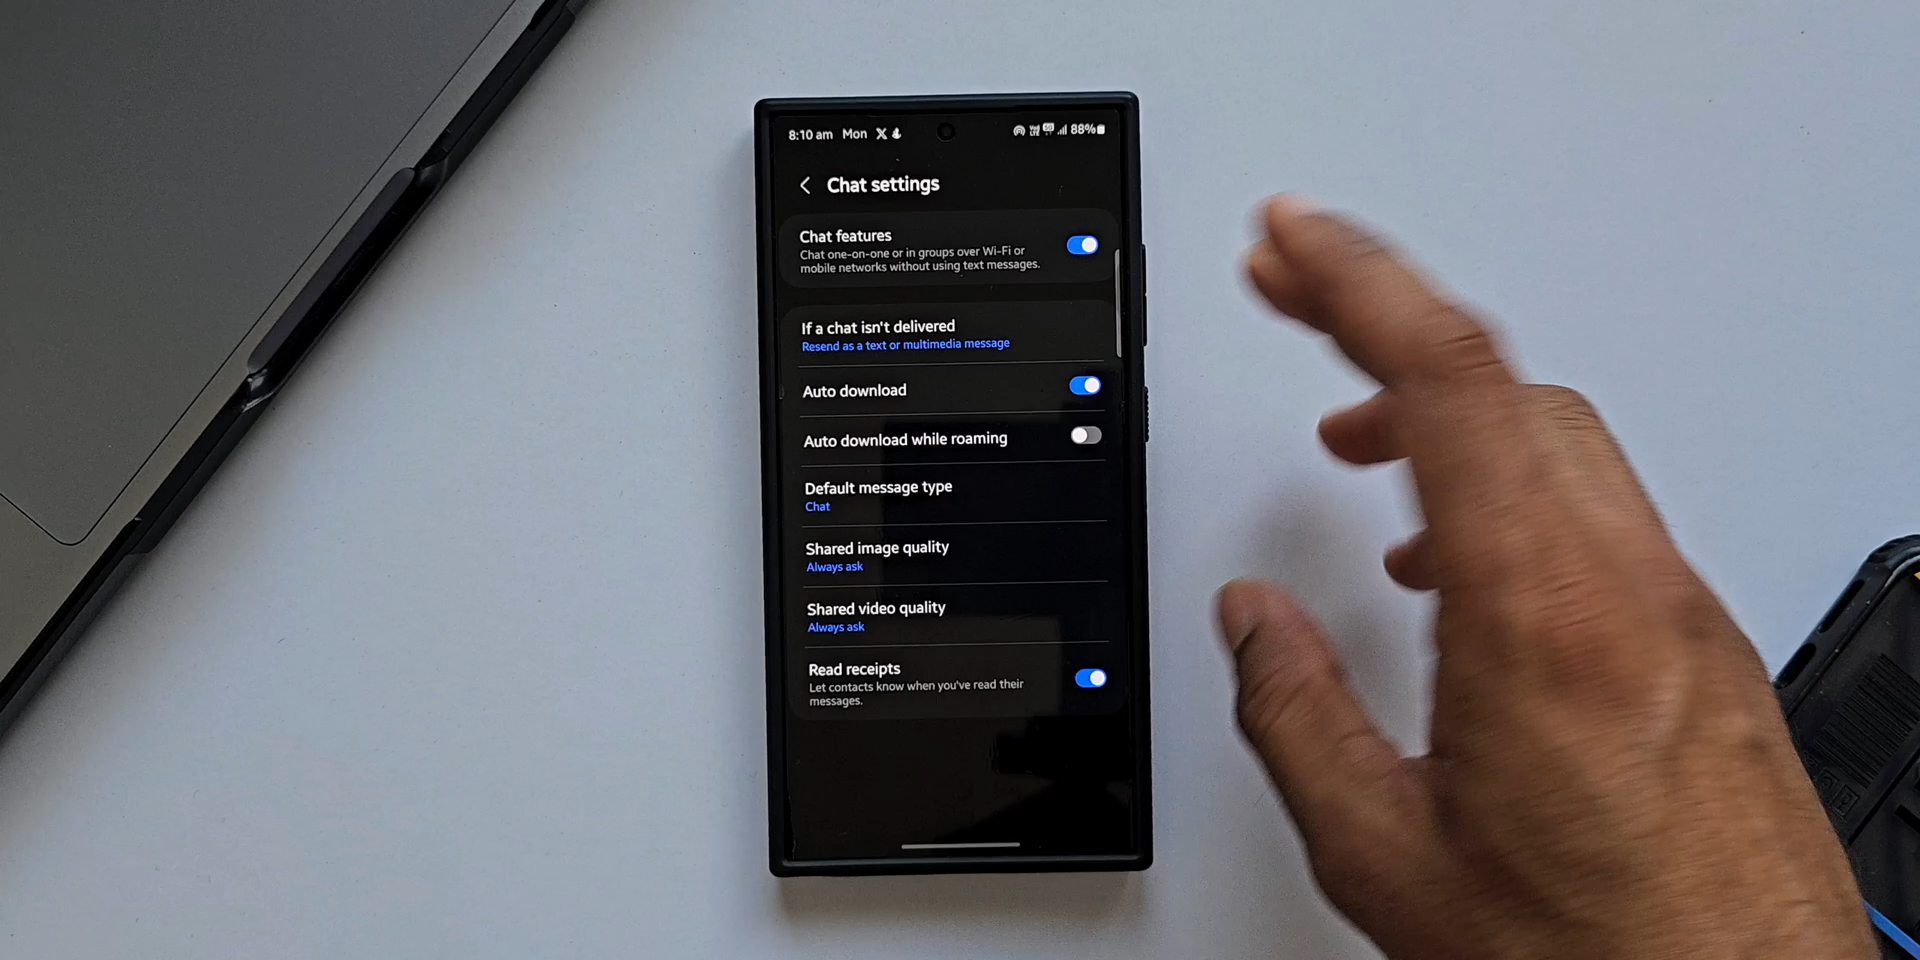 8:10 am Mon X 88%
Chat settings
Chat features
Chat one-on-one or in groups over Wi-Fi or
mobile networks without using text messages.
If a chat isn't delivered
Resend as a text or multimedia message
Auto download
Auto download while roaming
Default message type
Chat
Shared image quality
Always ask
Shared video quality
Always ask
Read receipts
Let contacts know when you've read their
messages.